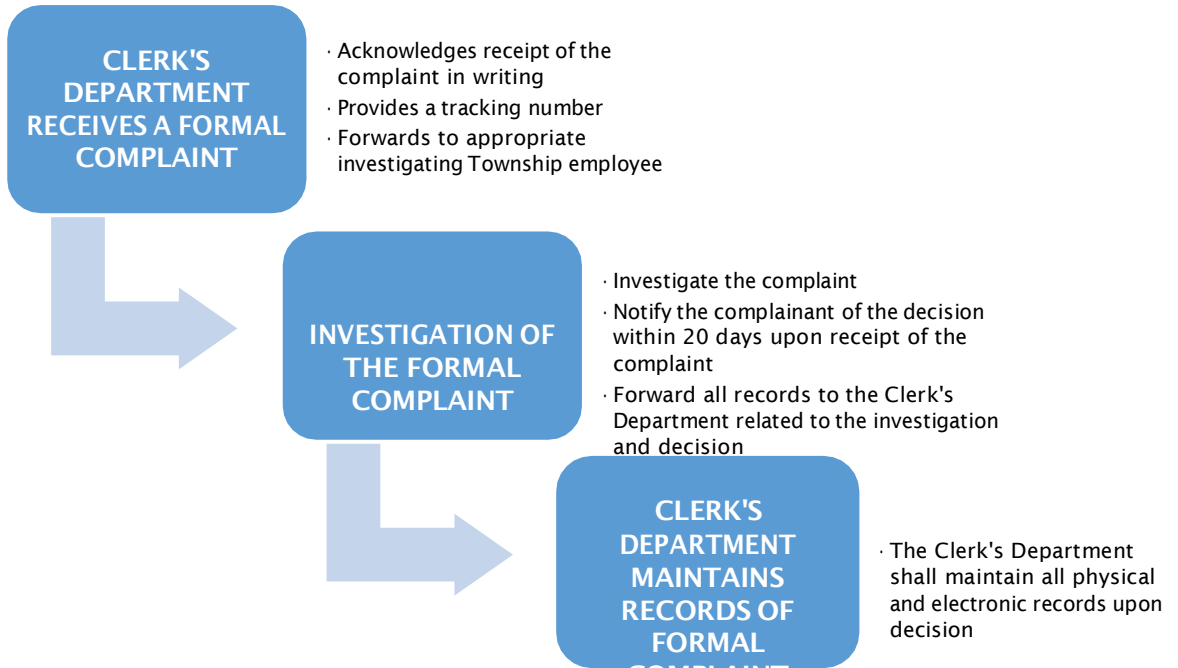 CLERK'S
DEPARTMENT
RECEIVES A FORMAL
COMPLAINT
· Acknowledges receipt of the
complaint in writing
· Provides a tracking number
· Forwards to appropriate
investigating Township employee
INVESTIGATION OF
THE FORMAL
COMPLAINT
· Investigate the complaint
· Notify the complainant of the decision
within 20 days upon receipt of the
complaint
· Forward all records to the Clerk's
Department related to the investigation
and decision
CLERK'S
DEPARTMENT
MAINTAINS
RECORDS OF
FORMAL
COMPLAINT
· The Clerk's Department
shall maintain all physical
and electronic records upon
decision